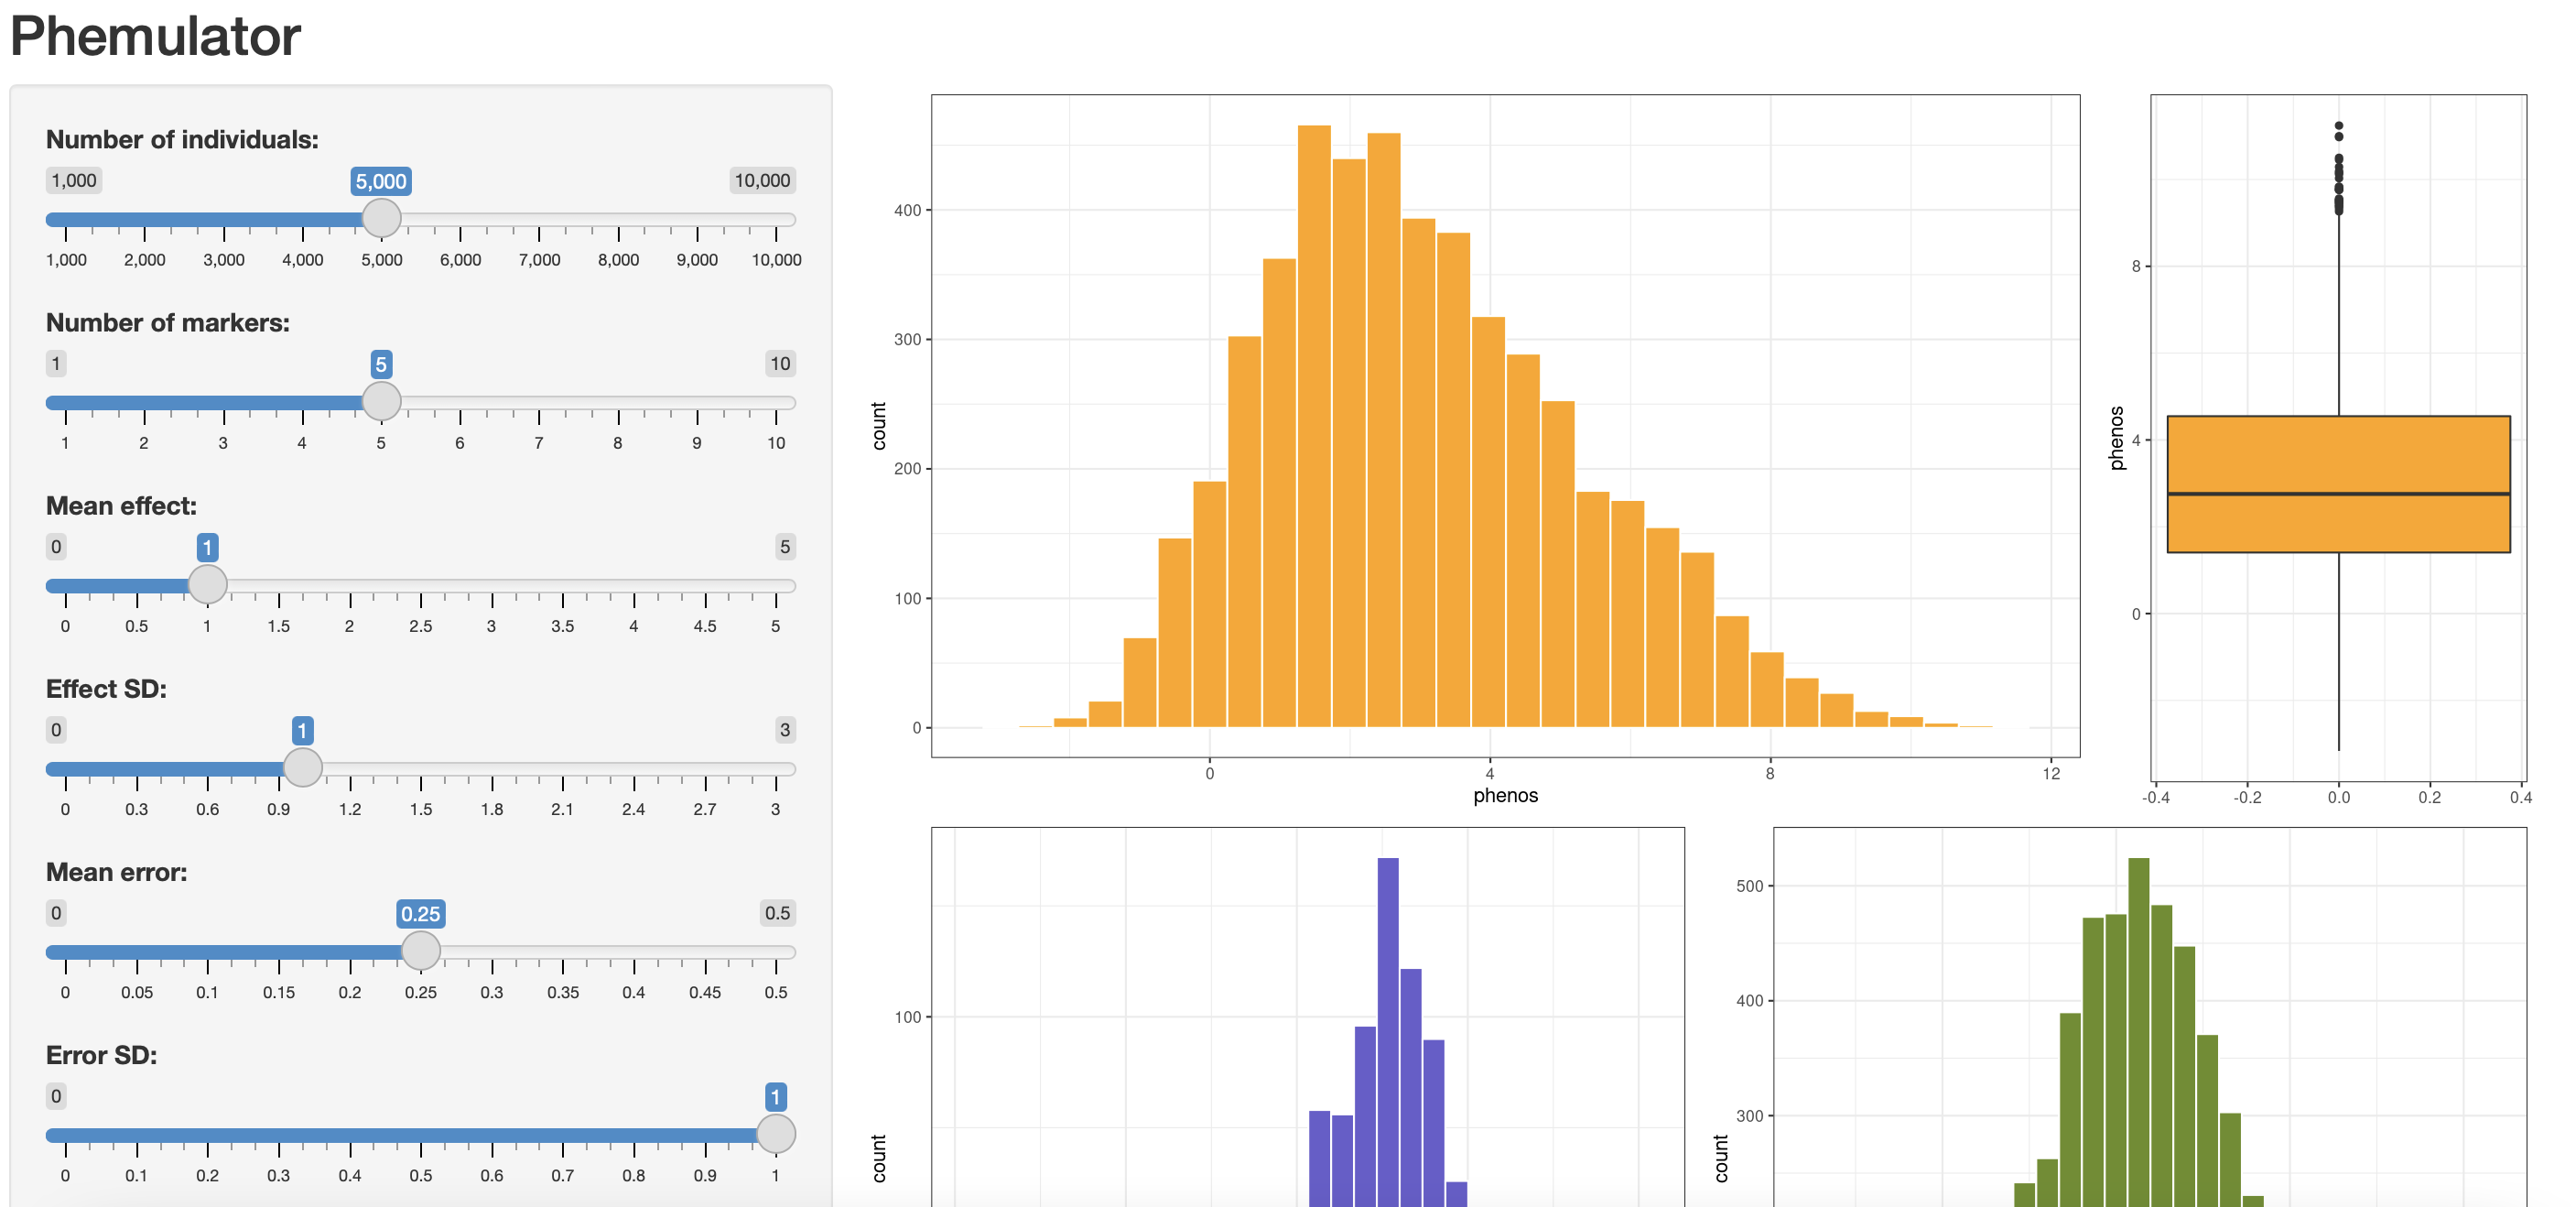 Phemulator
Number of individuals:
1,000 5,000 10,000
1,000 2,000 3,000 4,000 5,000 6,000 7,000 8,000 9,000 10,000
Number of markers:
1 5 10
1 2 3 4 5 6 7 8 9 10
Mean effect:
0 1 5
0 0.5 1 1.5 2 2.5 3 3.5 4 4.5 5
Effect SD:
0 1 3
0 0.3 0.6 0.9 1.2 1.5 1.8 2.1 2.4 2.7 3
Mean error:
0 0.25 0.5
0 0.05 0.1 0.15 0.2 0.25 0.3 0.35 0.4 0.45 0.5
Error SD:
0 1
0 0.1 0.2 0.3 0.4 0.5 0.6 0.7 0.8 0.9 1
400
300
200
100
0
count
0 4 8 12
phenos
8
4
0
phenos
-0.4 -0.2 0.0 0.2 0.4
100
count
500
400
300
count